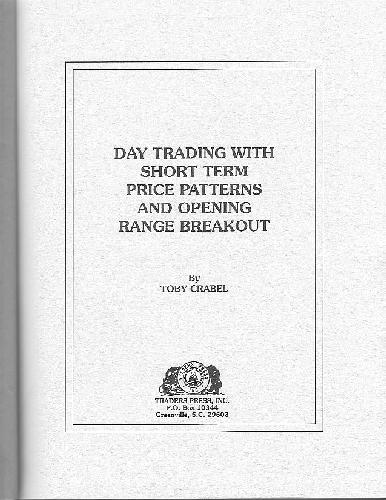 DAY TRADING WITH
SHORT TERM
PRICE PATTERNS
AND OPENING
RANGE BREAKOUT
By
TOBY CRABEL
TRADERS PRESS, INC.
P.O. Box 10344
Greenville, S.C. 29603